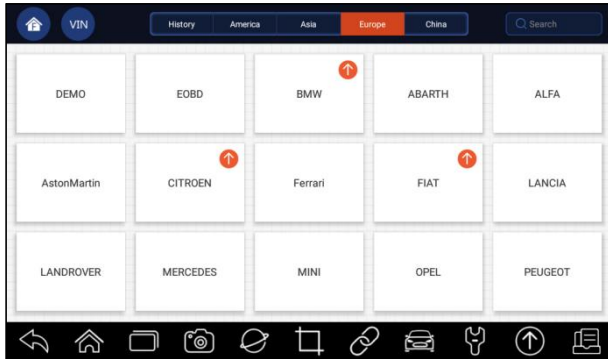 VIN History America Asia Europe China Search
DEMO EOBD BMW ABARTH ALFA
AstonMartin CITROEN Ferrari FIAT LANCIA
LANDROVER MERCEDES MINI OPEL PEUGEOT